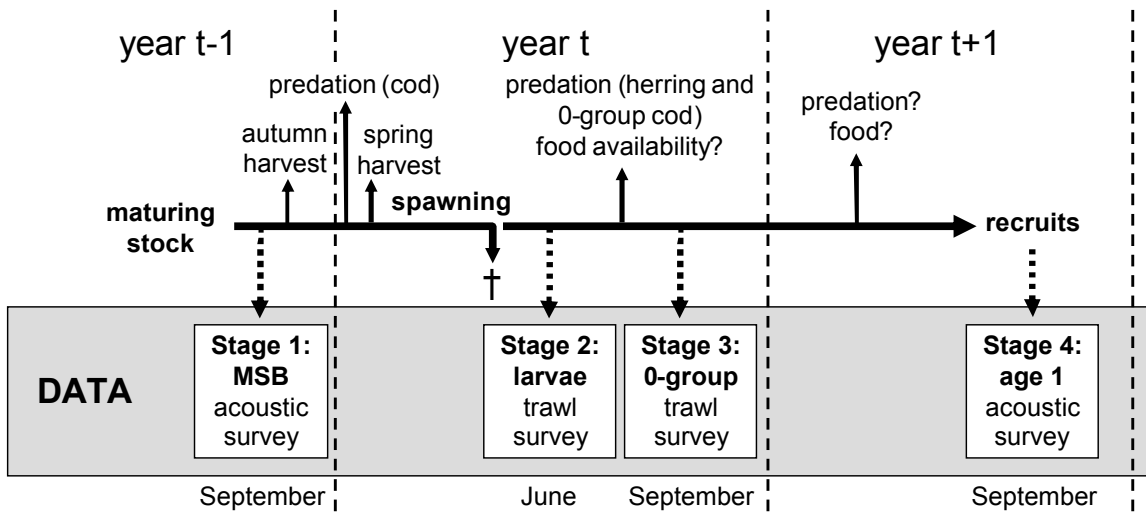 year t-1
year t
year t+1
predation (cod)
autumn
harvest
spring
harvest
predation (herring and
0-group cod)
food availability?
predation?
food?
maturing
stock
spawning
recruits
†
DATA
Stage 1:
MSB
acoustic
survey
Stage 2:
larvae
trawl
survey
Stage 3:
0-group
trawl
survey
Stage 4:
age 1
acoustic
survey
September
June
September
September